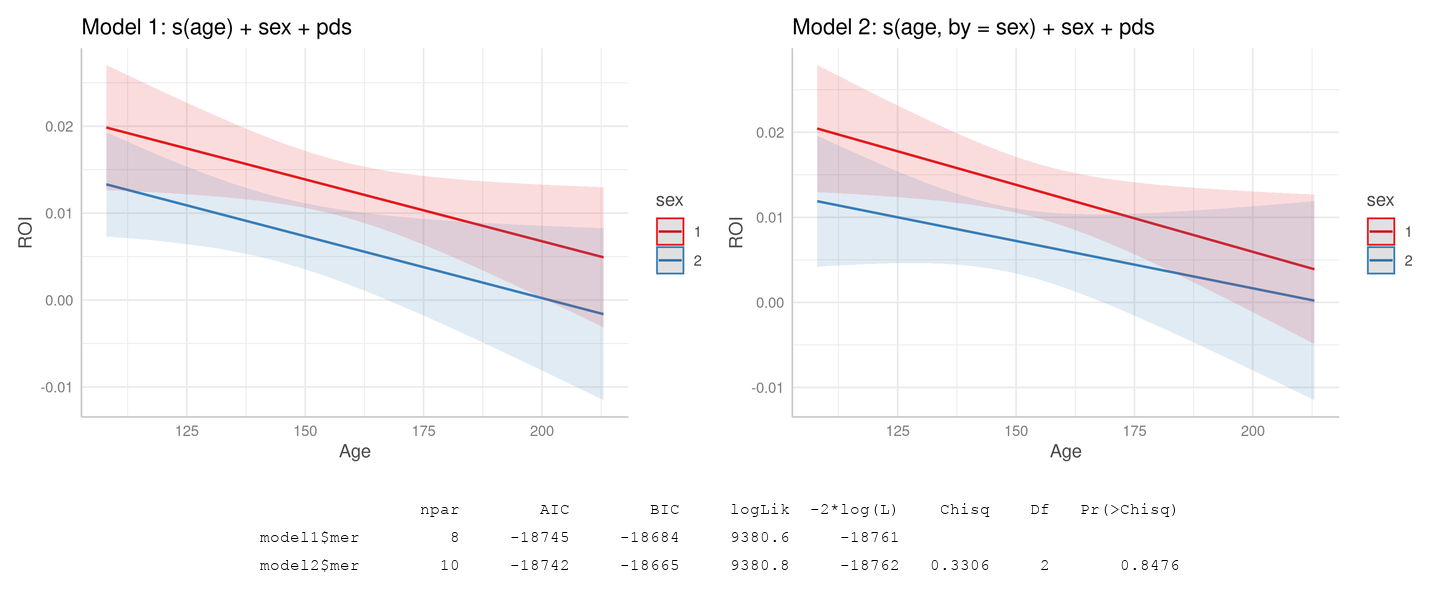 Model 1: s(age) + sex + pds
0.02
0.01
0.00
-0.01
ROI
125 150 175 200
Age
sex
1
2
Model 2: s(age, by = sex) + sex + pds
0.02
0.01
0.00
-0.01
ROI
125 150 175 200
Age
sex
1
2
npar AIC BIC logLik -2*log(L) Chisq Df Pr(>Chisq)
model1$mer 8 -18745 -18684 9380.6 -18761
model2$mer 10 -18742 -18665 9380.8 -18762 0.3306 2 0.8476